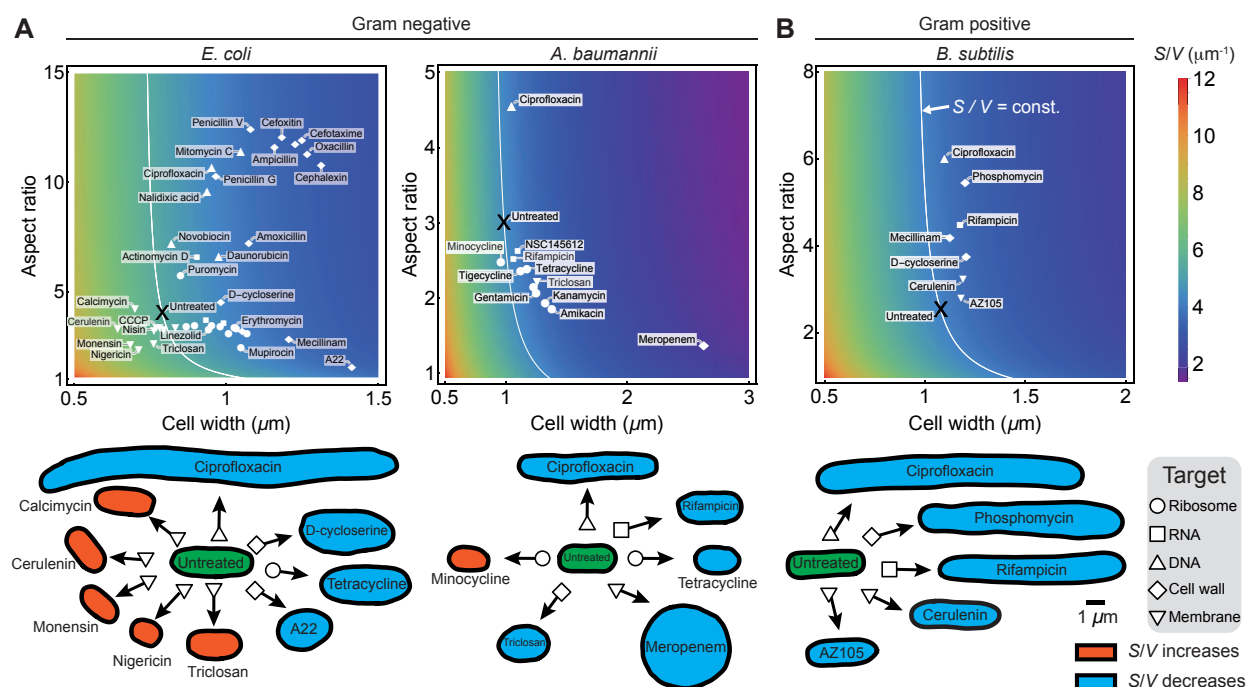 A
Gram negative
B
Gram positive
E. coli
A. baumannii
B. subtilis
S/V (μm⁻¹)
15
10
5
1
Aspect ratio
0.5
1
1.5
Cell width (μm)
Penicillin V
Cefoxitin
Cefotaxime
Mitomycin C
Ampicillin
Oxacillin
Ciprofloxacin
Penicillin G
Cephalexin
Nalidixic acid
Novobiocin
Amoxicillin
Actinomycin D
Daunorubicin
Puromycin
D-cycloserine
Calcimycin
Untreated
Cerulenin
CCCP
Nisin
Linezolid
Erythromycin
Monensin
Nigericin
Triclosan
Mupirocin
Mecillinam
A22
5
4
3
2
1
Aspect ratio
1
2
3
Cell width (μm)
Ciprofloxacin
Untreated
Minocycline
NSC145612
Rifampicin
Tigecycline
Tetracycline
Triclosan
Gentamicin
Kanamycin
Amikacin
Meropenem
8
6
4
2
Aspect ratio
0.5
1
2
Cell width (μm)
S / V = const.
Ciprofloxacin
Phosphomycin
Rifampicin
Mecillinam
D-cycloserine
Cerulenin
AZ105
Untreated
12
10
8
6
4
2
Ciprofloxacin
Calcimycin
D-cycloserine
Cerulenin
Untreated
Tetracycline
Monensin
A22
Nigericin
Triclosan
Ciprofloxacin
Rifampicin
Minocycline
Untreated
Tetracycline
Triclosan
Meropenem
Ciprofloxacin
Phosphomycin
Untreated
Rifampicin
Cerulenin
AZ105
1 μm
Target
Ribosome
RNA
DNA
Cell wall
Membrane
S/V increases
S/V decreases